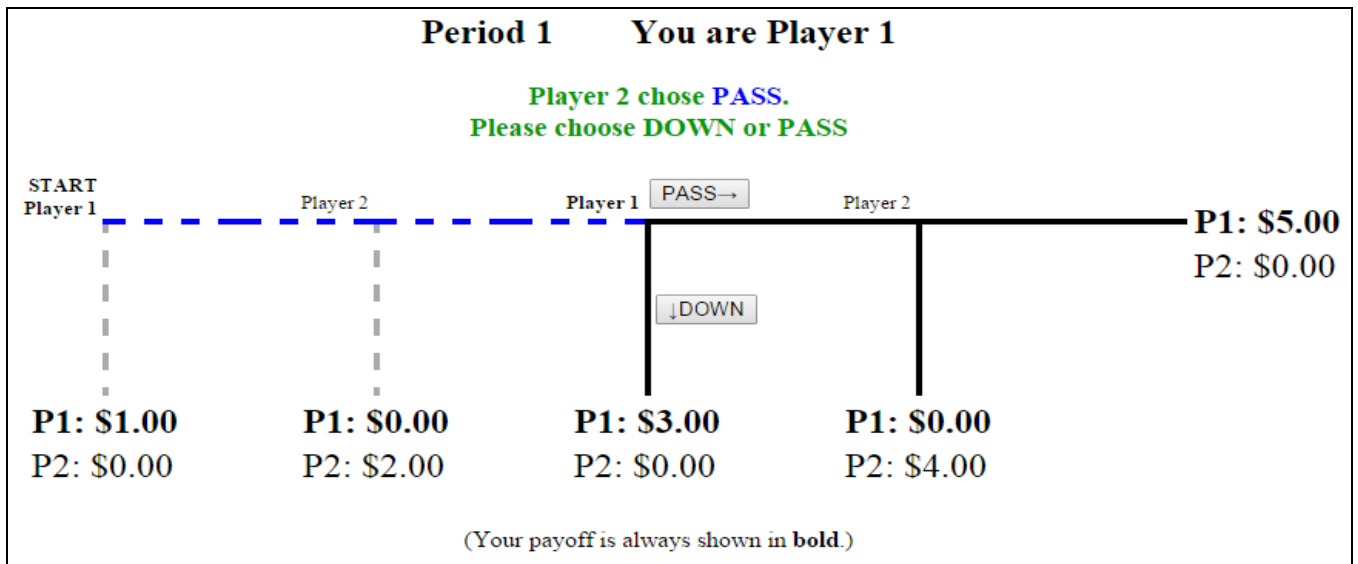 Period 1 You are Player 1
Player 2 chose PASS.
Please choose DOWN or PASS
START
Player 1
Player 2
Player 1
PASS→
Player 2
P1: $5.00
P2: $0.00
↓DOWN
P1: $1.00 P1: $0.00 P1: $3.00 P1: $0.00
P2: $0.00 P2: $2.00 P2: $0.00 P2: $4.00
(Your payoff is always shown in bold.)